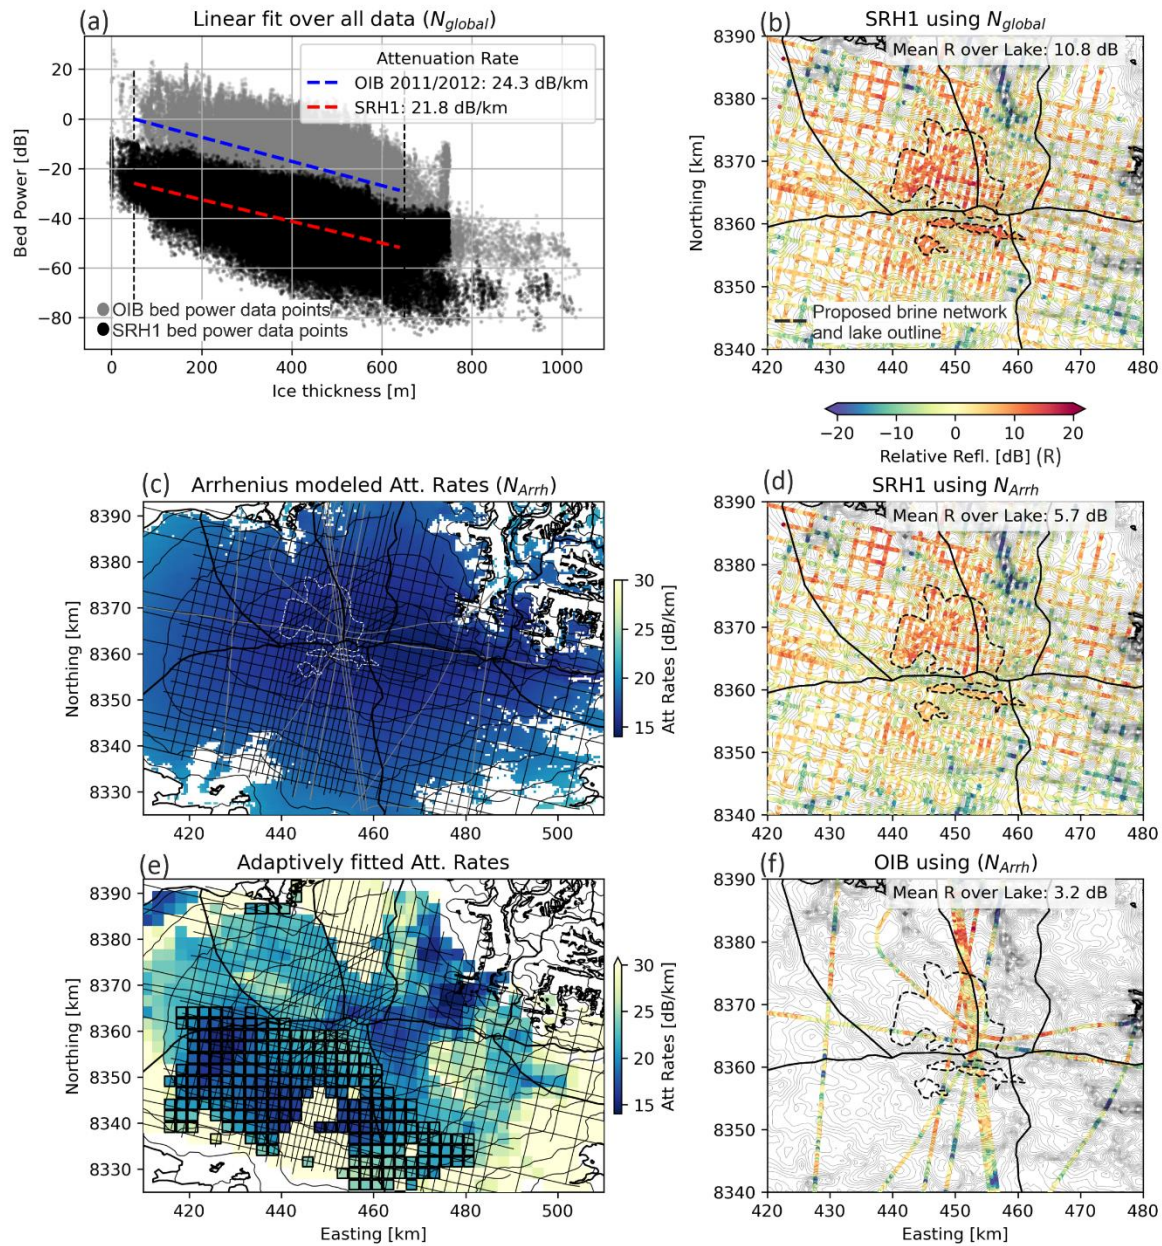 (a)
Linear fit over all data (N_global)
Attenuation Rate
OIB 2011/2012: 24.3 dB/km
SRH1: 21.8 dB/km
20
0
−20
−40
−60
−80
Bed Power [dB]
OIB bed power data points
SRH1 bed power data points
0 200 400 600 800 1000
Ice thickness [m]
(b)
SRH1 using N_global
Mean R over Lake: 10.8 dB
8390
8380
8370
8360
8350
8340
Northing [km]
Proposed brine network
and lake outline
420 430 440 450 460 470 480
−20 −10 0 10 20
Relative Refl. [dB] (R)
(c)
Arrhenius modeled Att. Rates (N_Arrh)
8390
8380
8370
8360
8350
8340
8330
Northing [km]
420 440 460 480 500
30
25
20
15
Att Rates [dB/km]
(d)
SRH1 using N_Arrh
Mean R over Lake: 5.7 dB
8390
8380
8370
8360
8350
8340
420 430 440 450 460 470 480
(e)
Adaptively fitted Att. Rates
8390
8380
8370
8360
8350
8340
8330
Northing [km]
420 440 460 480 500
Easting [km]
30
25
20
15
Att Rates [dB/km]
(f)
OIB using (N_Arrh)
Mean R over Lake: 3.2 dB
8390
8380
8370
8360
8350
8340
420 430 440 450 460 470 480
Easting [km]